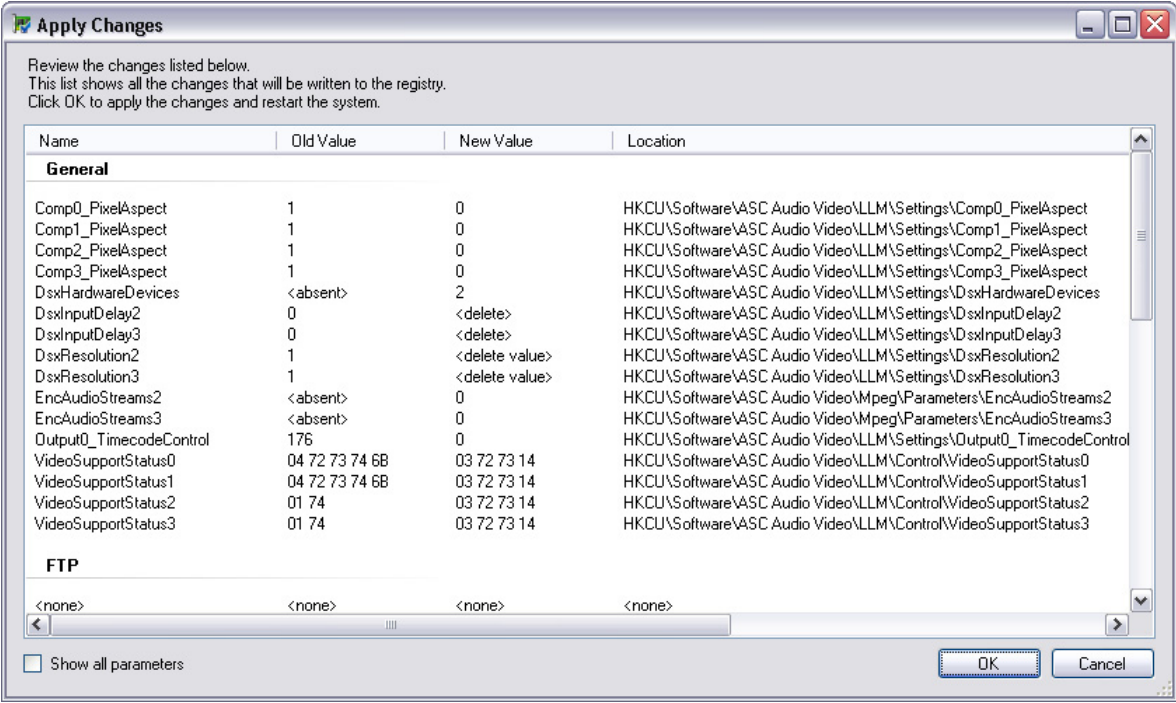 Apply Changes
Review the changes listed below.
This list shows all the changes that will be written to the registry.
Click OK to apply the changes and restart the system.
Name Old Value New Value Location
General
Comp0_PixelAspect 1 0 HKCU\Software\ASC Audio Video\LLM\Settings\Comp0_PixelAspect
Comp1_PixelAspect 1 0 HKCU\Software\ASC Audio Video\LLM\Settings\Comp1_PixelAspect
Comp2_PixelAspect 1 0 HKCU\Software\ASC Audio Video\LLM\Settings\Comp2_PixelAspect
Comp3_PixelAspect 1 0 HKCU\Software\ASC Audio Video\LLM\Settings\Comp3_PixelAspect
DsxHardwareDevices <absent> 2 HKCU\Software\ASC Audio Video\LLM\Settings\DsxHardwareDevices
DsxInputDelay2 0 <delete> HKCU\Software\ASC Audio Video\LLM\Settings\DsxInputDelay2
DsxInputDelay3 0 <delete> HKCU\Software\ASC Audio Video\LLM\Settings\DsxInputDelay3
DsxResolution2 1 <delete value> HKCU\Software\ASC Audio Video\LLM\Settings\DsxResolution2
DsxResolution3 1 <delete value> HKCU\Software\ASC Audio Video\LLM\Settings\DsxResolution3
EncAudioStreams2 <absent> 0 HKCU\Software\ASC Audio Video\Mpeg\Parameters\EncAudioStreams2
EncAudioStreams3 <absent> 0 HKCU\Software\ASC Audio Video\Mpeg\Parameters\EncAudioStreams3
Output0_TimecodeControl 176 0 HKCU\Software\ASC Audio Video\LLM\Settings\Output0_TimecodeControl
VideoSupportStatus0 04 72 73 74 6B 03 72 73 14 HKCU\Software\ASC Audio Video\LLM\Control\VideoSupportStatus0
VideoSupportStatus1 04 72 73 74 6B 03 72 73 14 HKCU\Software\ASC Audio Video\LLM\Control\VideoSupportStatus1
VideoSupportStatus2 01 74 03 72 73 14 HKCU\Software\ASC Audio Video\LLM\Control\VideoSupportStatus2
VideoSupportStatus3 01 74 03 72 73 14 HKCU\Software\ASC Audio Video\LLM\Control\VideoSupportStatus3
FTP
<none> <none> <none> <none>
Show all parameters OK Cancel